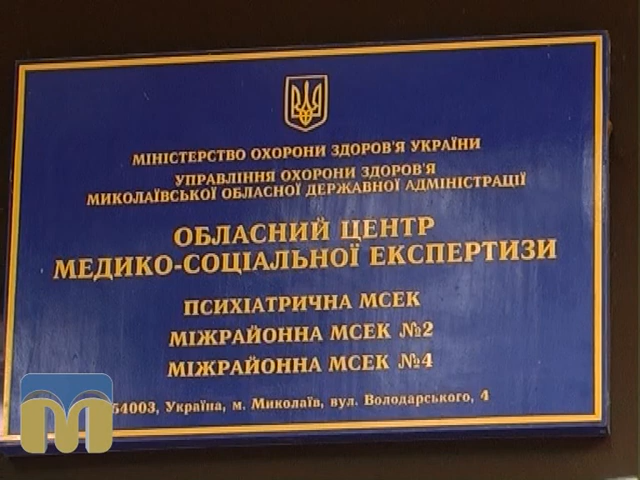 МІНІСТЕРСТВО ОХОРОНИ ЗДОРОВ'Я УКРАЇНИ
УПРАВЛІННЯ ОХОРОНИ ЗДОРОВ'Я
МИКОЛАЇВСЬКОЇ ОБЛАСНОЇ ДЕРЖАВНОЇ АДМІНІСТРАЦІЇ
ОБЛАСНИЙ ЦЕНТР
МЕДИКО-СОЦІАЛЬНОЇ ЕКСПЕРТИЗИ
ПСИХІАТРИЧНА МСЕК
МІЖРАЙОННА МСЕК №2
МІЖРАЙОННА МСЕК №4
54003, Україна, м. Миколаїв, вул. Володарського, 4
м